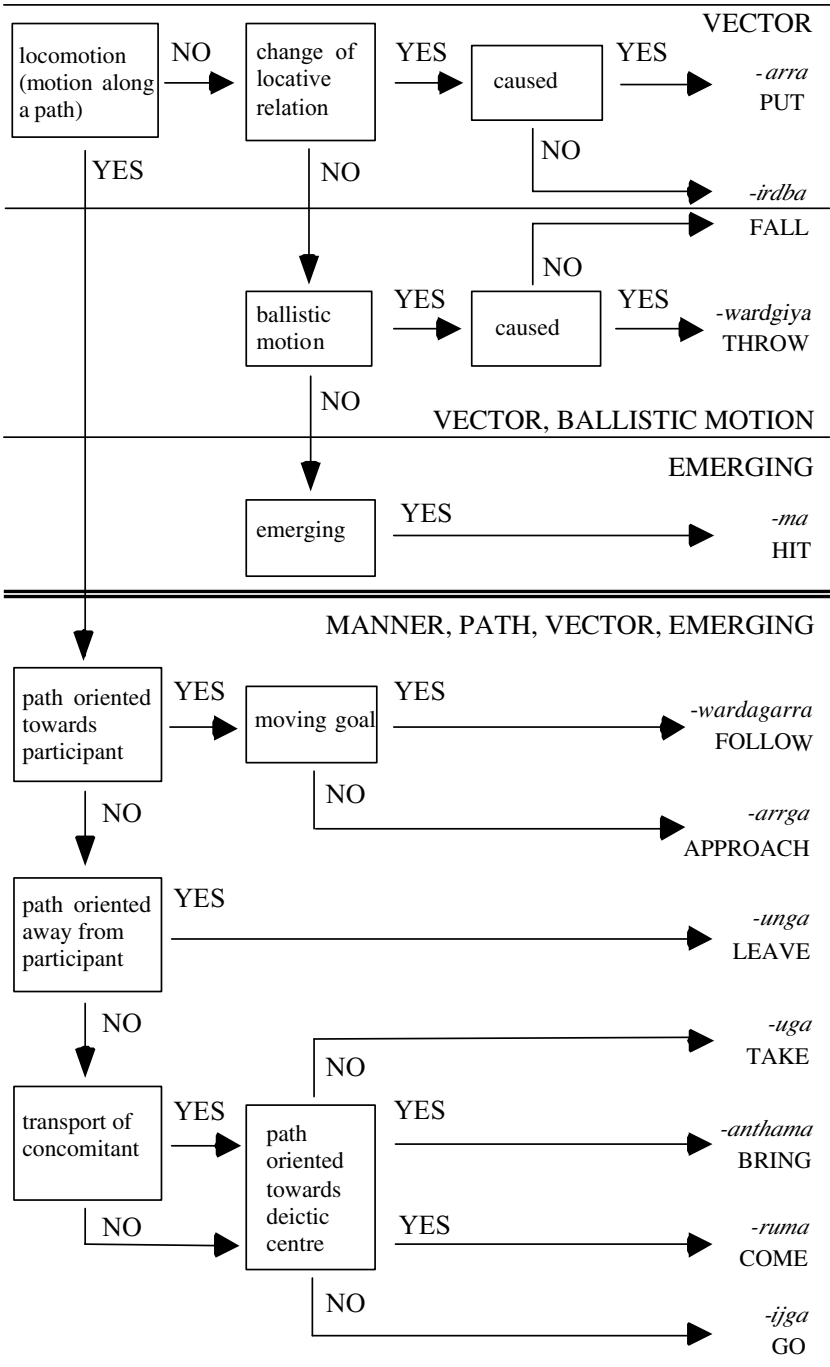 VECTOR
locomotion
(motion along
a path)
NO
change of
locative
relation
YES
caused
YES
-arra
PUT
YES
NO
NO
-irdba
FALL
NO
ballistic
motion
YES
caused
YES
-wardgiya
THROW
NO
VECTOR, BALLISTIC MOTION
EMERGING
emerging
YES
-ma
HIT
MANNER, PATH, VECTOR, EMERGING
path oriented
towards
participant
YES
moving goal
YES
-wardagarra
FOLLOW
NO
NO
-arrga
APPROACH
path oriented
away from
participant
YES
-unga
LEAVE
NO
NO
-uga
TAKE
transport of
concomitant
YES
path
oriented
towards
deictic
centre
YES
-anthama
BRING
NO
YES
-ruma
COME
NO
-ijga
GO